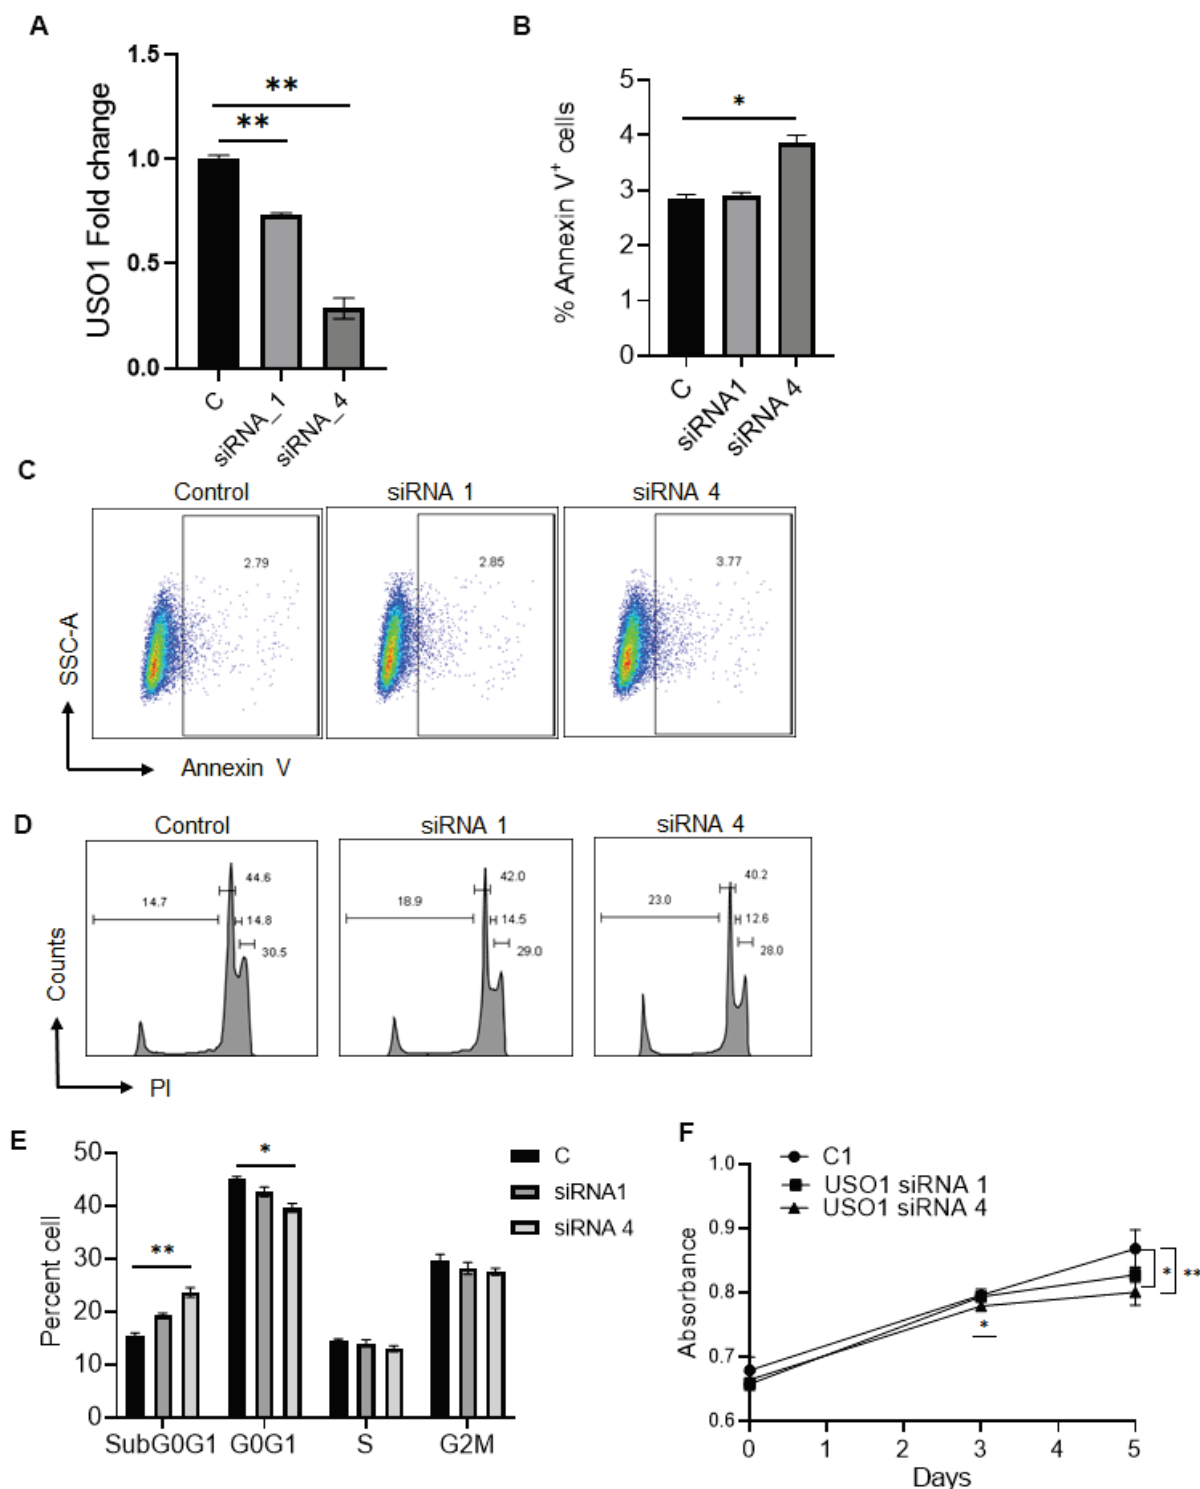 A
USO1 Fold change
1.5
1.0
0.5
0.0
**
**
C
siRNA_1
siRNA_4
B
% Annexin V+ cells
5
4
3
2
1
0
*
C
siRNA1
siRNA 4
C
Control
siRNA 1
siRNA 4
2.79
2.85
3.77
SSC-A
Annexin V
D
Control
siRNA 1
siRNA 4
14.7
44.6
14.8
30.5
18.9
42.0
14.5
29.0
23.0
40.2
12.6
28.0
Counts
PI
E
Percent cell
50
40
30
20
10
0
**
*
C
siRNA1
siRNA 4
SubG0G1 G0G1 S G2M
F
C1
USO1 siRNA 1
USO1 siRNA 4
Absorbance
1.0
0.9
0.8
0.7
0.6
*
*
**
0 1 2 3 4 5
Days